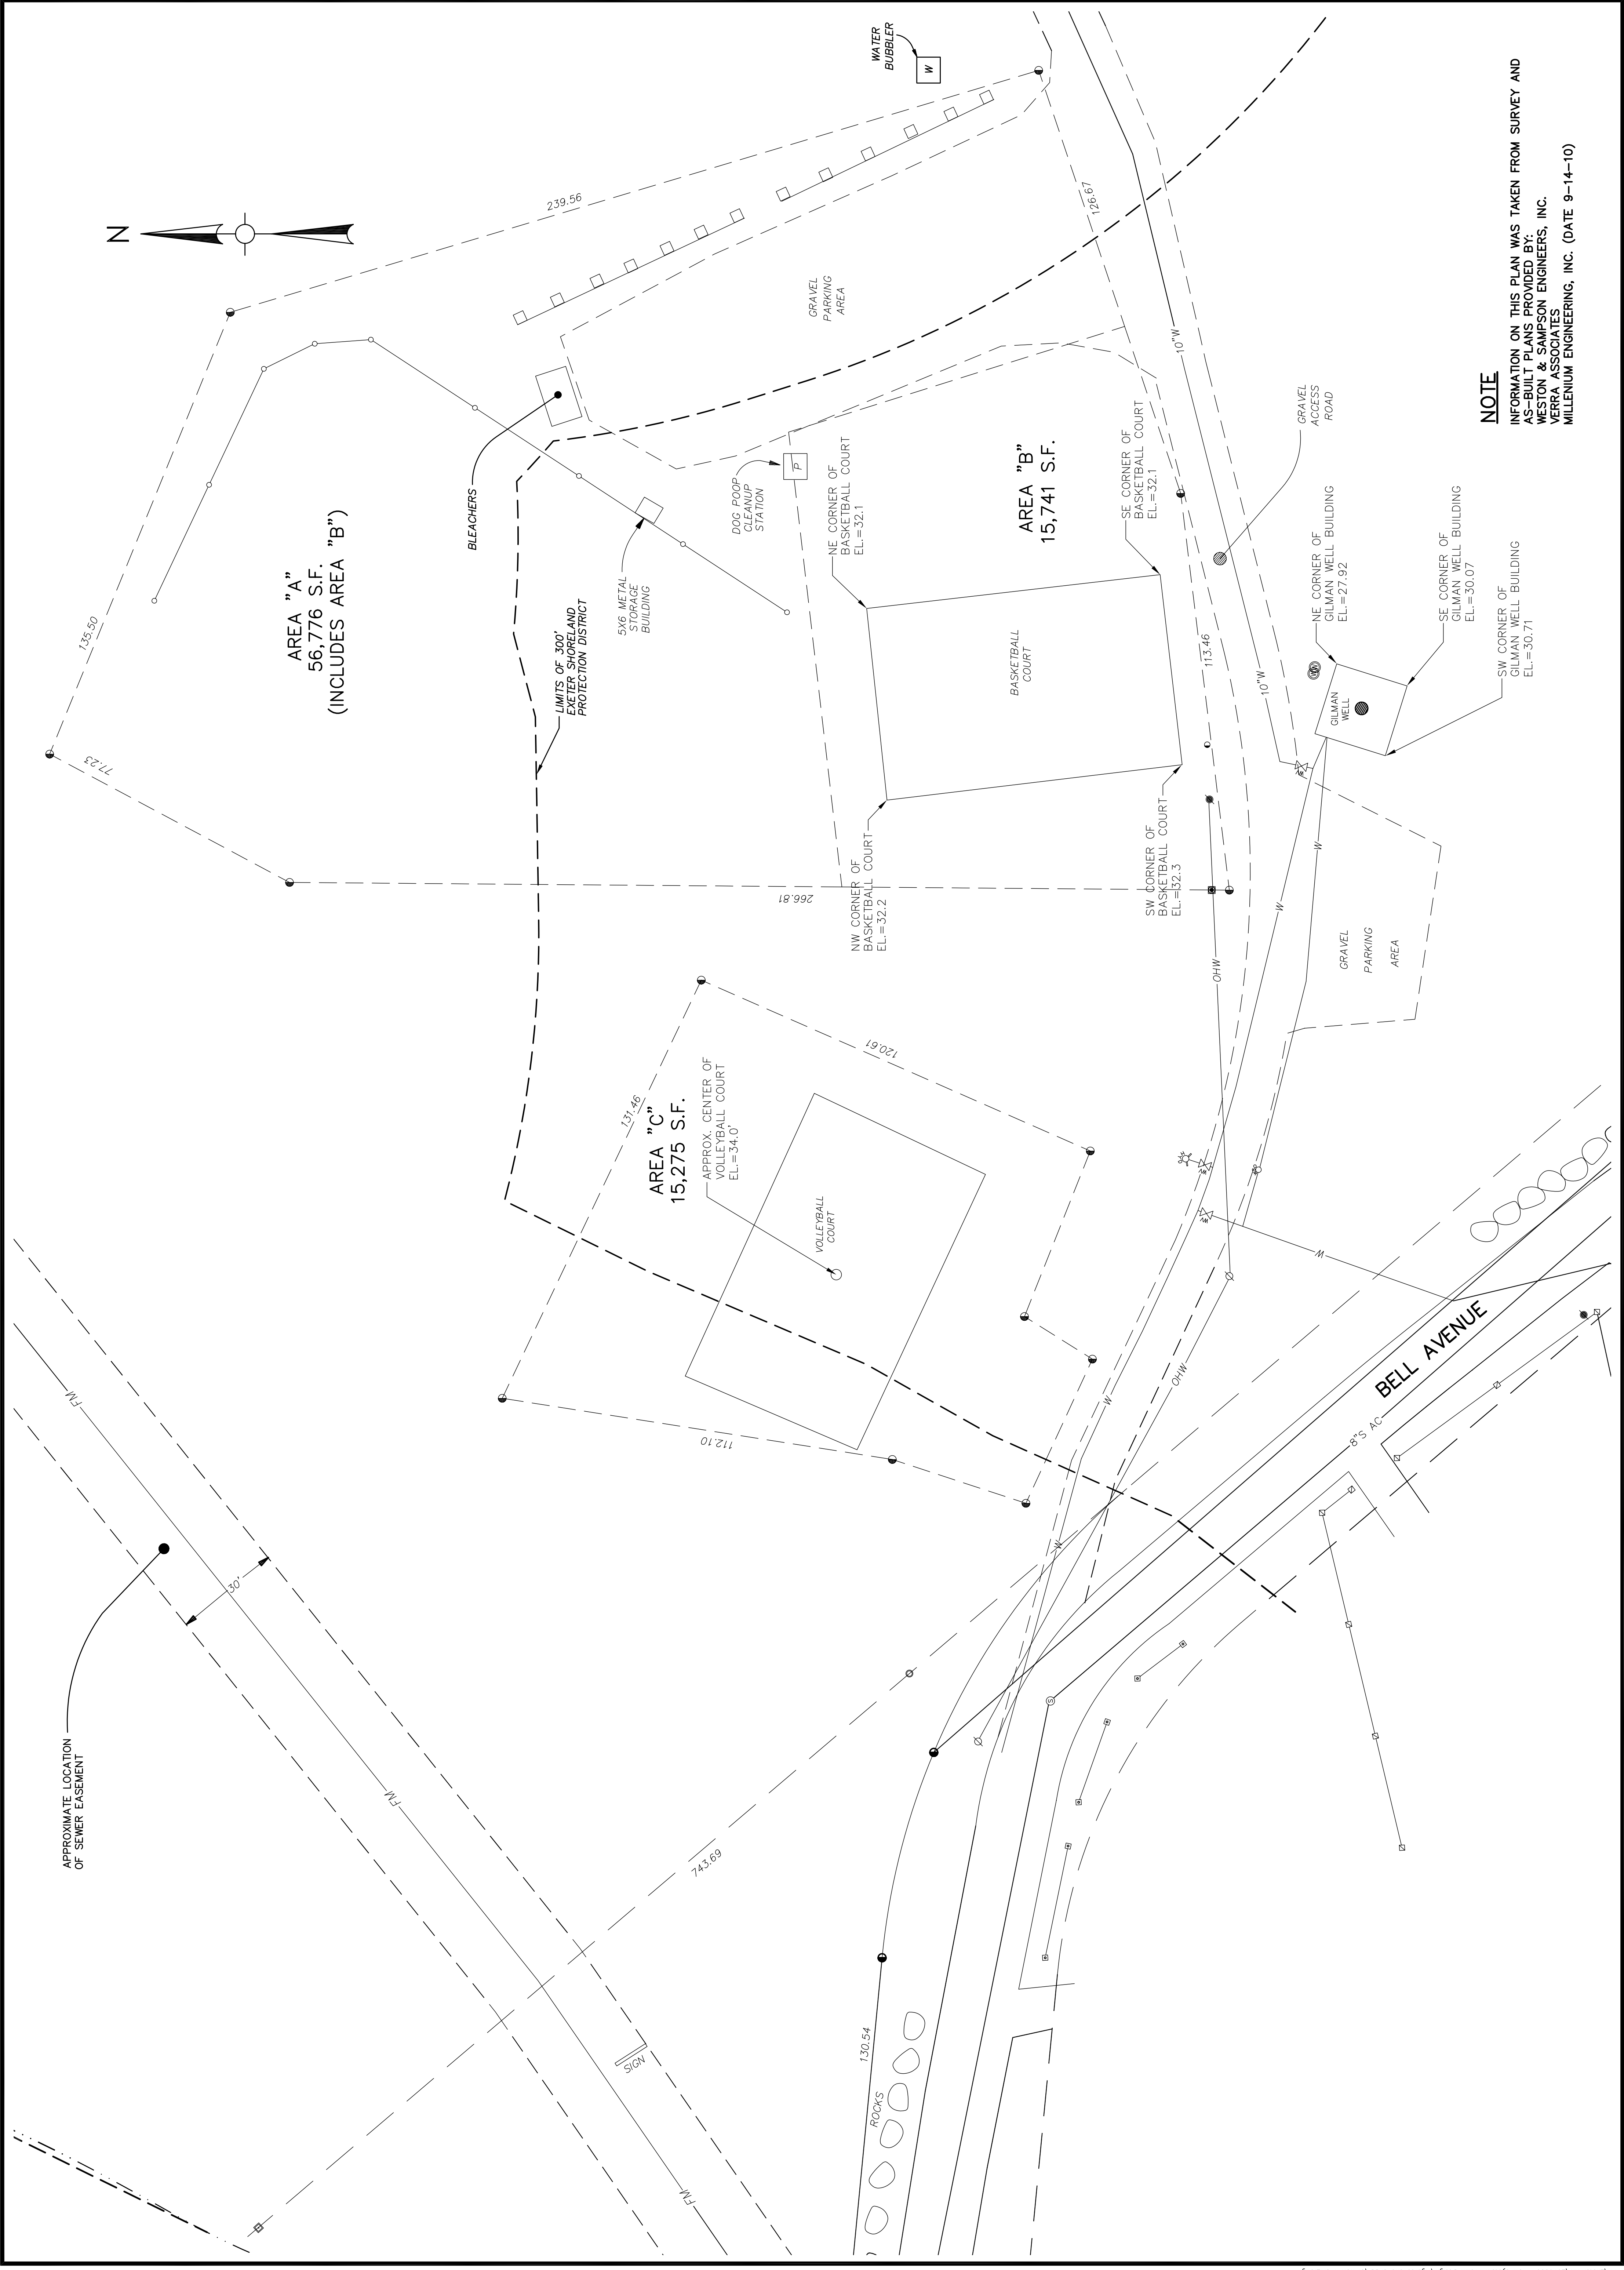 APPROXIMATE LOCATION
OF SEWER EASEMENT
FM
30'
FM
FM
SIGN
743.69
130.54
ROCKS
S
112.10
131.46
AREA "C"
15,275 S.F.
APPROX. CENTER OF
VOLLEYBALL COURT
EL.=34.0'
VOLLEYBALL
COURT
120.61
N
135.50
77.23
239.56
AREA "A"
56,776 S.F.
(INCLUDES AREA "B")
BLEACHERS
LIMITS OF 300'
EXETER SHORELAND
PROTECTION DISTRICT
5X6 METAL
STORAGE
BUILDING
DOG POOP
CLEANUP
STATION
P
WATER
BUBBLER
W
GRAVEL
PARKING
AREA
266.81
NW CORNER OF
BASKETBALL COURT
EL.=32.2
NE CORNER OF
BASKETBALL COURT
EL.=32.1
BASKETBALL
COURT
AREA "B"
15,741 S.F.
SE CORNER OF
BASKETBALL COURT
EL.=32.1
SW CORNER OF
BASKETBALL COURT
EL.=32.3
126.67
113.46
10"W
10"W
GRAVEL
ACCESS
ROAD
OHW
OHW
W
W
W
W
W
GAS
GILMAN
WELL
NE CORNER OF
GILMAN WELL BUILDING
EL.=27.92
SE CORNER OF
GILMAN WELL BUILDING
EL.=30.07
SW CORNER OF
GILMAN WELL BUILDING
EL.=30.71
GRAVEL
PARKING
AREA
BELL AVENUE
8"S AC
NOTE
INFORMATION ON THIS PLAN WAS TAKEN FROM SURVEY AND
AS-BUILT PLANS PROVIDED BY:
WESTON & SAMPSON ENGINEERS, INC.
VERRA ASSOCIATES
MILLENIUM ENGINEERING, INC. (DATE 9-14-10)